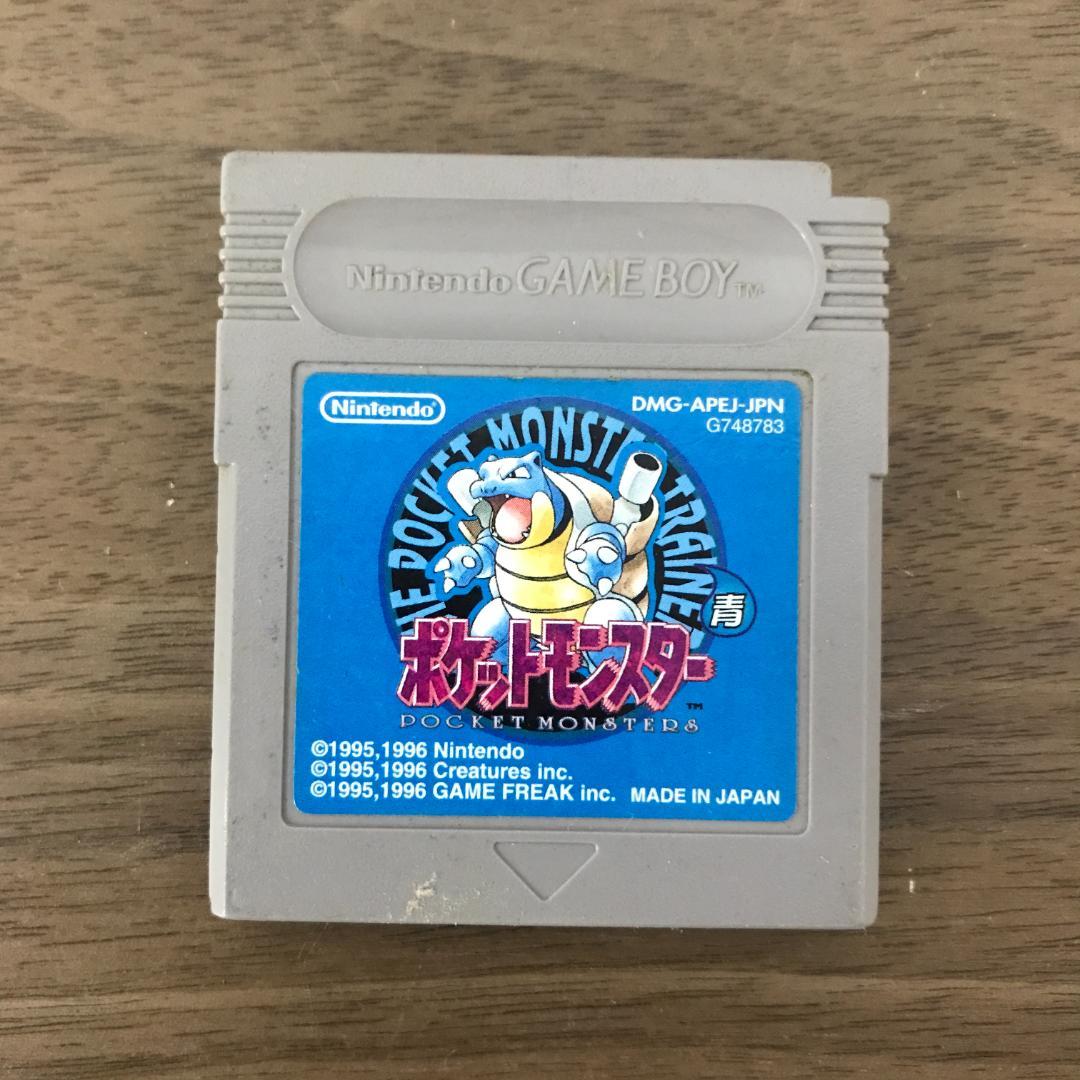 Nintendo GAME BOY™
Nintendo®
DMG-APEJ-JPN
G748783
THE POCKET MONSTER TRAINER
青
ポケットモンスター™
POCKET MONSTERS
©1995,1996 Nintendo
©1995,1996 Creatures inc.
©1995,1996 GAME FREAK inc. MADE IN JAPAN